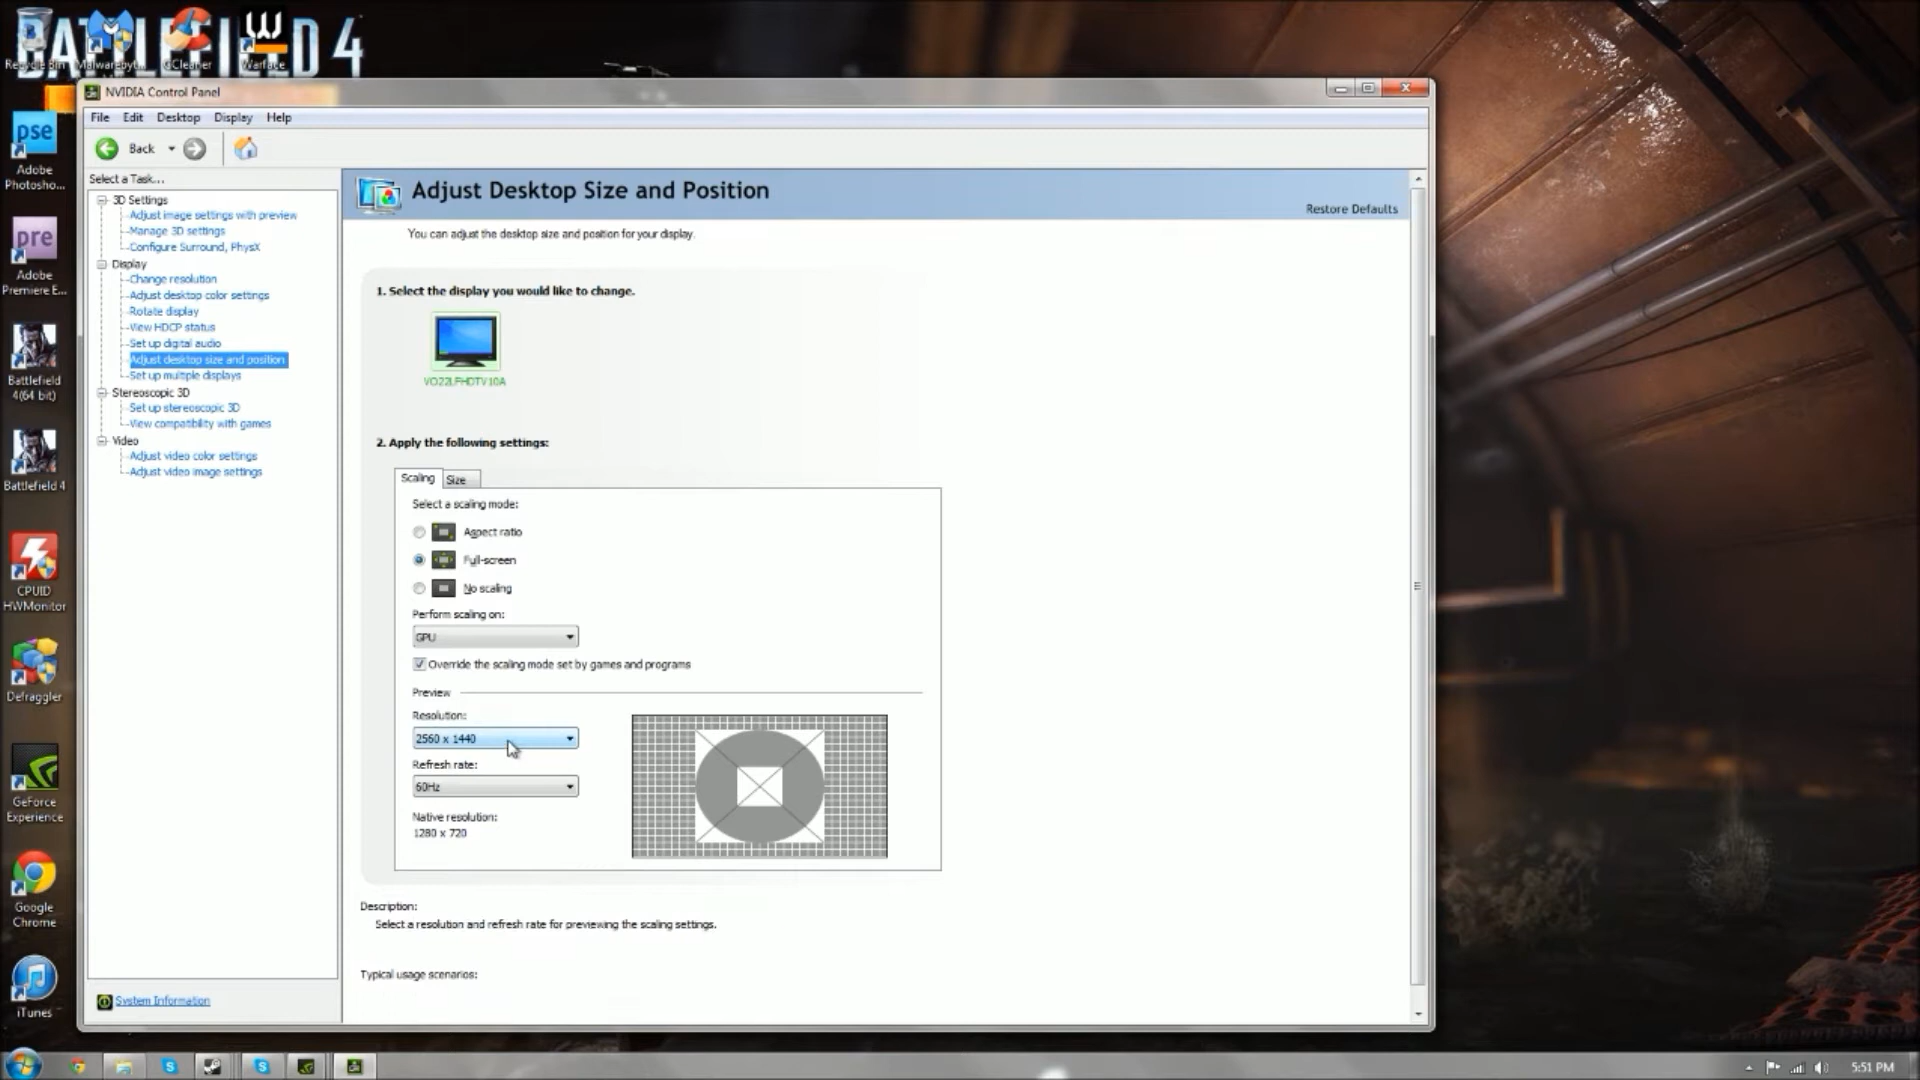 BATTLEFIELD 4
Recycle Bin
Malwarebyt...
CCleaner
Warface
NVIDIA Control Panel
File Edit Desktop Display Help
Back
Select a Task...
3D Settings
Adjust image settings with preview
Manage 3D settings
Configure Surround, PhysX
Display
Change resolution
Adjust desktop color settings
Rotate display
View HDCP status
Set up digital audio
Adjust desktop size and position
Set up multiple displays
Stereoscopic 3D
Set up stereoscopic 3D
View compatibility with games
Video
Adjust video color settings
Adjust video image settings
System Information
Adjust Desktop Size and Position
Restore Defaults
You can adjust the desktop size and position for your display.
1. Select the display you would like to change.
VO22LFHDTV10A
2. Apply the following settings:
Scaling Size
Select a scaling mode:
Aspect ratio
Full-screen
No scaling
Perform scaling on:
GPU
Override the scaling mode set by games and programs
Preview
Resolution:
2560 x 1440
Refresh rate:
60Hz
Native resolution:
1280 x 720
Description:
Select a resolution and refresh rate for previewing the scaling settings.
Typical usage scenarios:
pse
Adobe
Photosho...
pre
Adobe
Premiere E...
Battlefield
4(64 bit)
Battlefield 4
CPUID
HWMonitor
Defraggler
GeForce
Experience
Google
Chrome
iTunes
5:51 PM